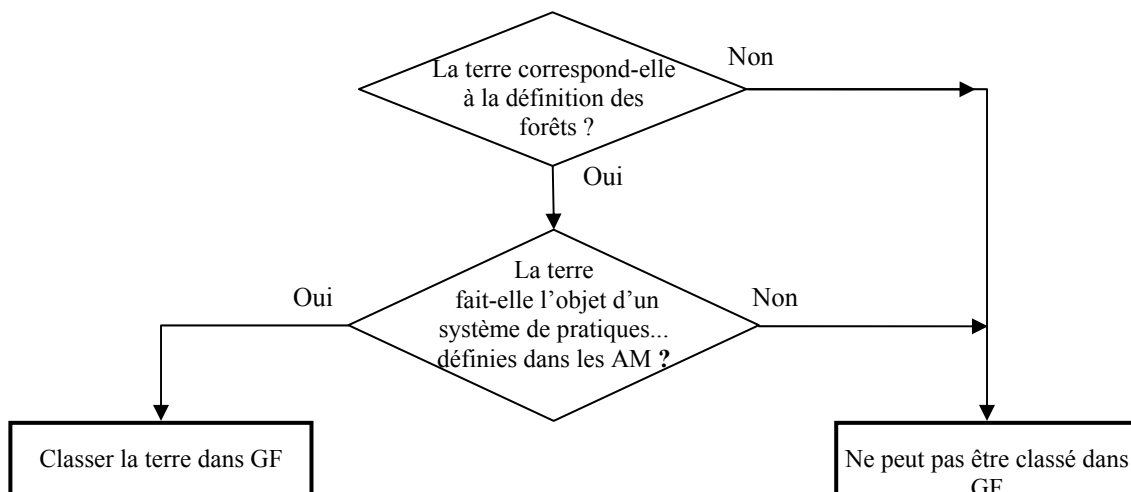 La terre correspond-elle
à la définition des
forêts ?
Non
Oui
La terre
fait-elle l’objet d’un
système de pratiques...
définies dans les AM ?
Oui
Non
Classer la terre dans GF
Ne peut pas être classé dans
GF